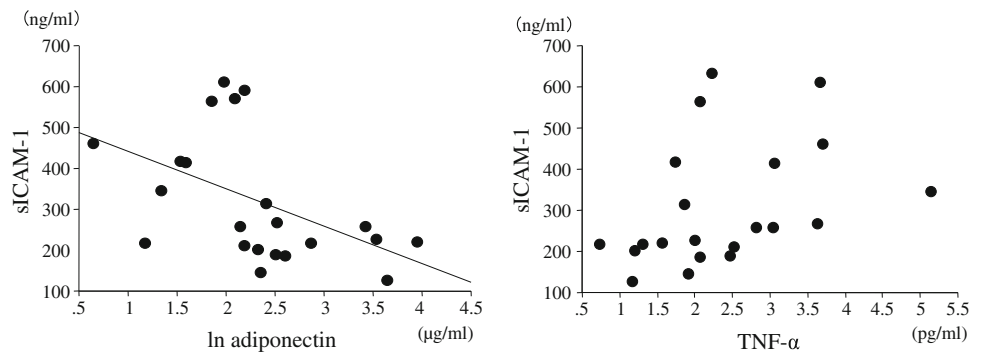 (ng/ml)
700
600
500
400
300
200
100
sICAM-1
.5 1 1.5 2 2.5 3 3.5 4 4.5
ln adiponectin (μg/ml)
(ng/ml)
700
600
500
400
300
200
100
sICAM-1
.5 1 1.5 2 2.5 3 3.5 4 4.5 5 5.5
TNF-α (pg/ml)